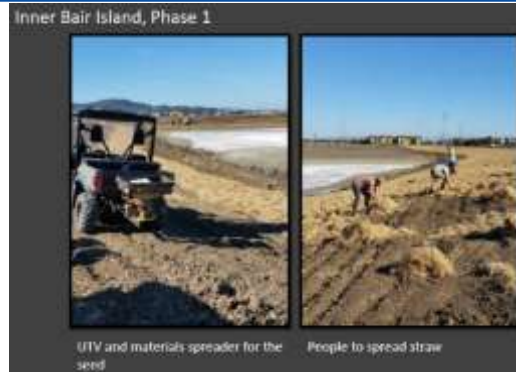 Inner Bair Island, Phase 1
UTV and materials spreader for the
seed
People to spread straw